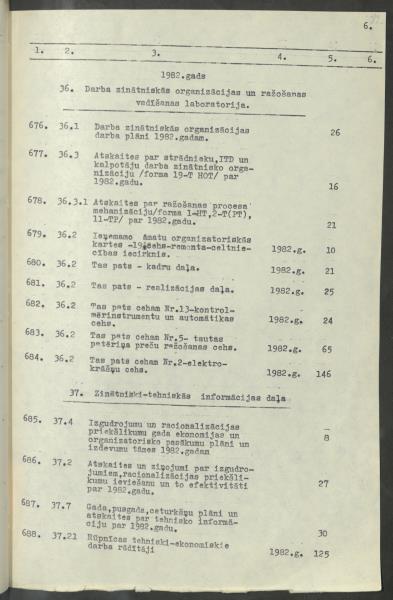 6.
1. 2. 3. 4. 5. 6.
1982.gads
36. Darba zinātniskās organizācijas un ražošanas
vadīšanas laboratorija.
676. 36.1 Darba zinātniskās organizācijas
darba plāni 1982.gadam. 26
677. 36.3 Atskaites par strādnieku,ITD un
kalpotāju darba zinātnisko orga-
nizāciju /forma 19-T NOT/ par
1982.gadu. 16
678. 36.3.1 Atskaites par ražošanas procesa
mehanizāciju/forma 1-NT,2-T(PT),
11-TP/ par 1982.gadu. 21
679. 36.2 Ieņemamo amatu organizatoriskās
kartes - remonta-celtnie-
cības iecirknis. 1982.g. 10
680. 36.2 Tas pats - kadru daļa. 1982.g. 21
681. 36.2 Tas pats - realizācijas daļa. 1982.g. 25
682. 36.2 Tas pats ceham Nr.13-kontrol-
mērinstrumentu un automātikas
cehs. 1982.g. 24
683. 36.2 Tas pats ceham Nr.5- tautas
patēriņa preču ražošanas cehs. 1982.g. 65
684. 36.2 Tas pats ceham Nr.2-elektro-
krāšņu cehs. 1982.g. 146
37. Zinātniski-tehniskās informācijas daļa
685. 37.4 Izgudrojumu un racionalizācijas –
priekšlikumu gada ekonomijas un 8
organizatorisko pasākumu plāni un
izdevumu tāmes 1982.gadam
686. 37.2 Atskaites un ziņojumi par izgudro-
jumiem,racionalizācijas priekšli-
kumu ieviešanu un to efektivitāti 27
par 1982.gadu.
687. 37.7 Gada,pusgada,ceturkšņu plāni un
atskaites par tehnisko informā-
ciju par 1982.gadu. 30
688. 37.21 Rūpnīcas tehniski-ekonomiskie
darba rādītāji 1982.g. 125